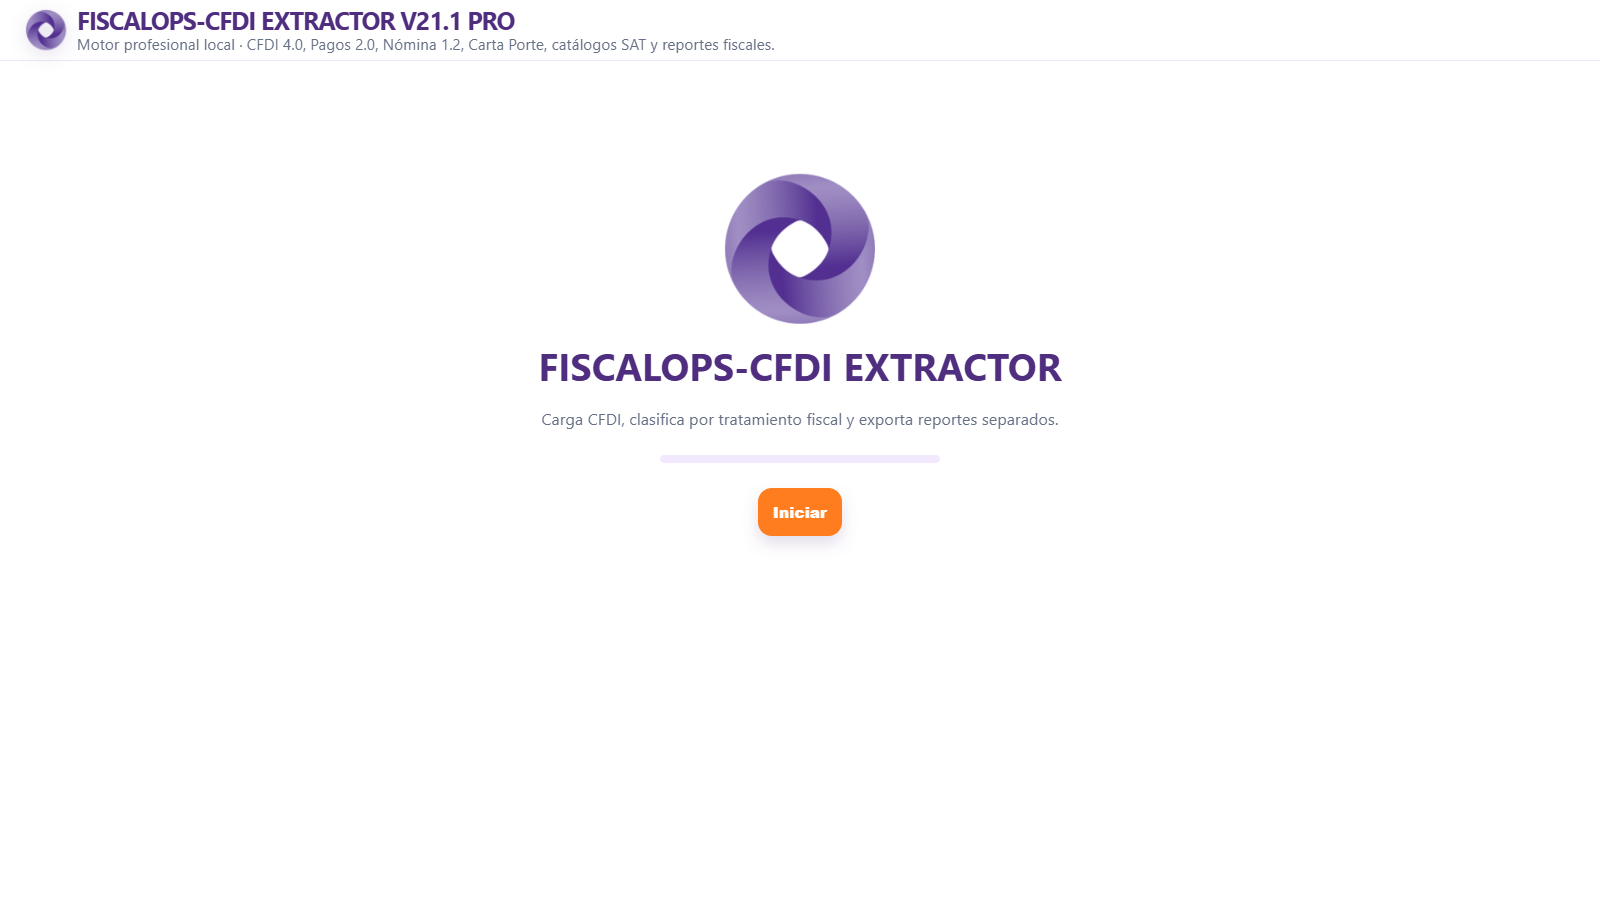 FISCALOPS-CFDI EXTRACTOR V21.1 PRO
Motor profesional local · CFDI 4.0, Pagos 2.0, Nómina 1.2, Carta Porte, catálogos SAT y reportes fiscales.
FISCALOPS-CFDI EXTRACTOR
Carga CFDI, clasifica por tratamiento fiscal y exporta reportes separados.
Iniciar